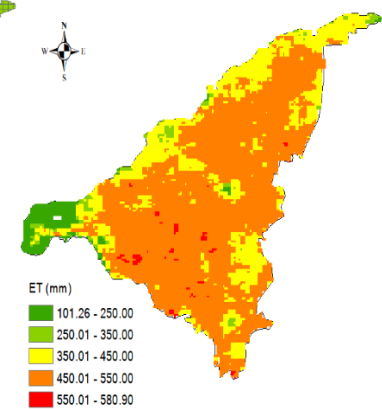 N
W E
S
ET (mm)
101.26 - 250.00
250.01 - 350.00
350.01 - 450.00
450.01 - 550.00
550.01 - 580.90